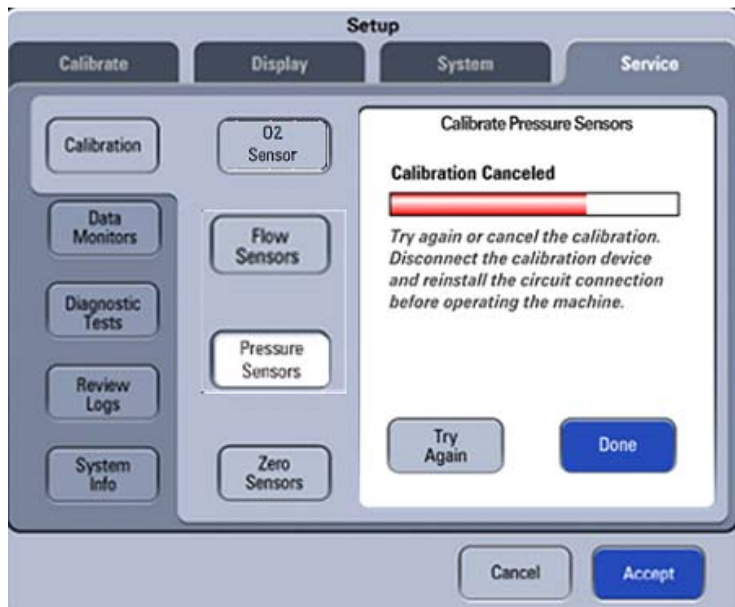 Setup
Calibrate Display System Service
Calibration
Data
Monitors
Diagnostic
Tests
Review
Logs
System
Info
O2
Sensor
Flow
Sensors
Pressure
Sensors
Zero
Sensors
Calibrate Pressure Sensors
Calibration Canceled
Try again or cancel the calibration.
Disconnect the calibration device
and reinstall the circuit connection
before operating the machine.
Try
Again
Done
Cancel
Accept